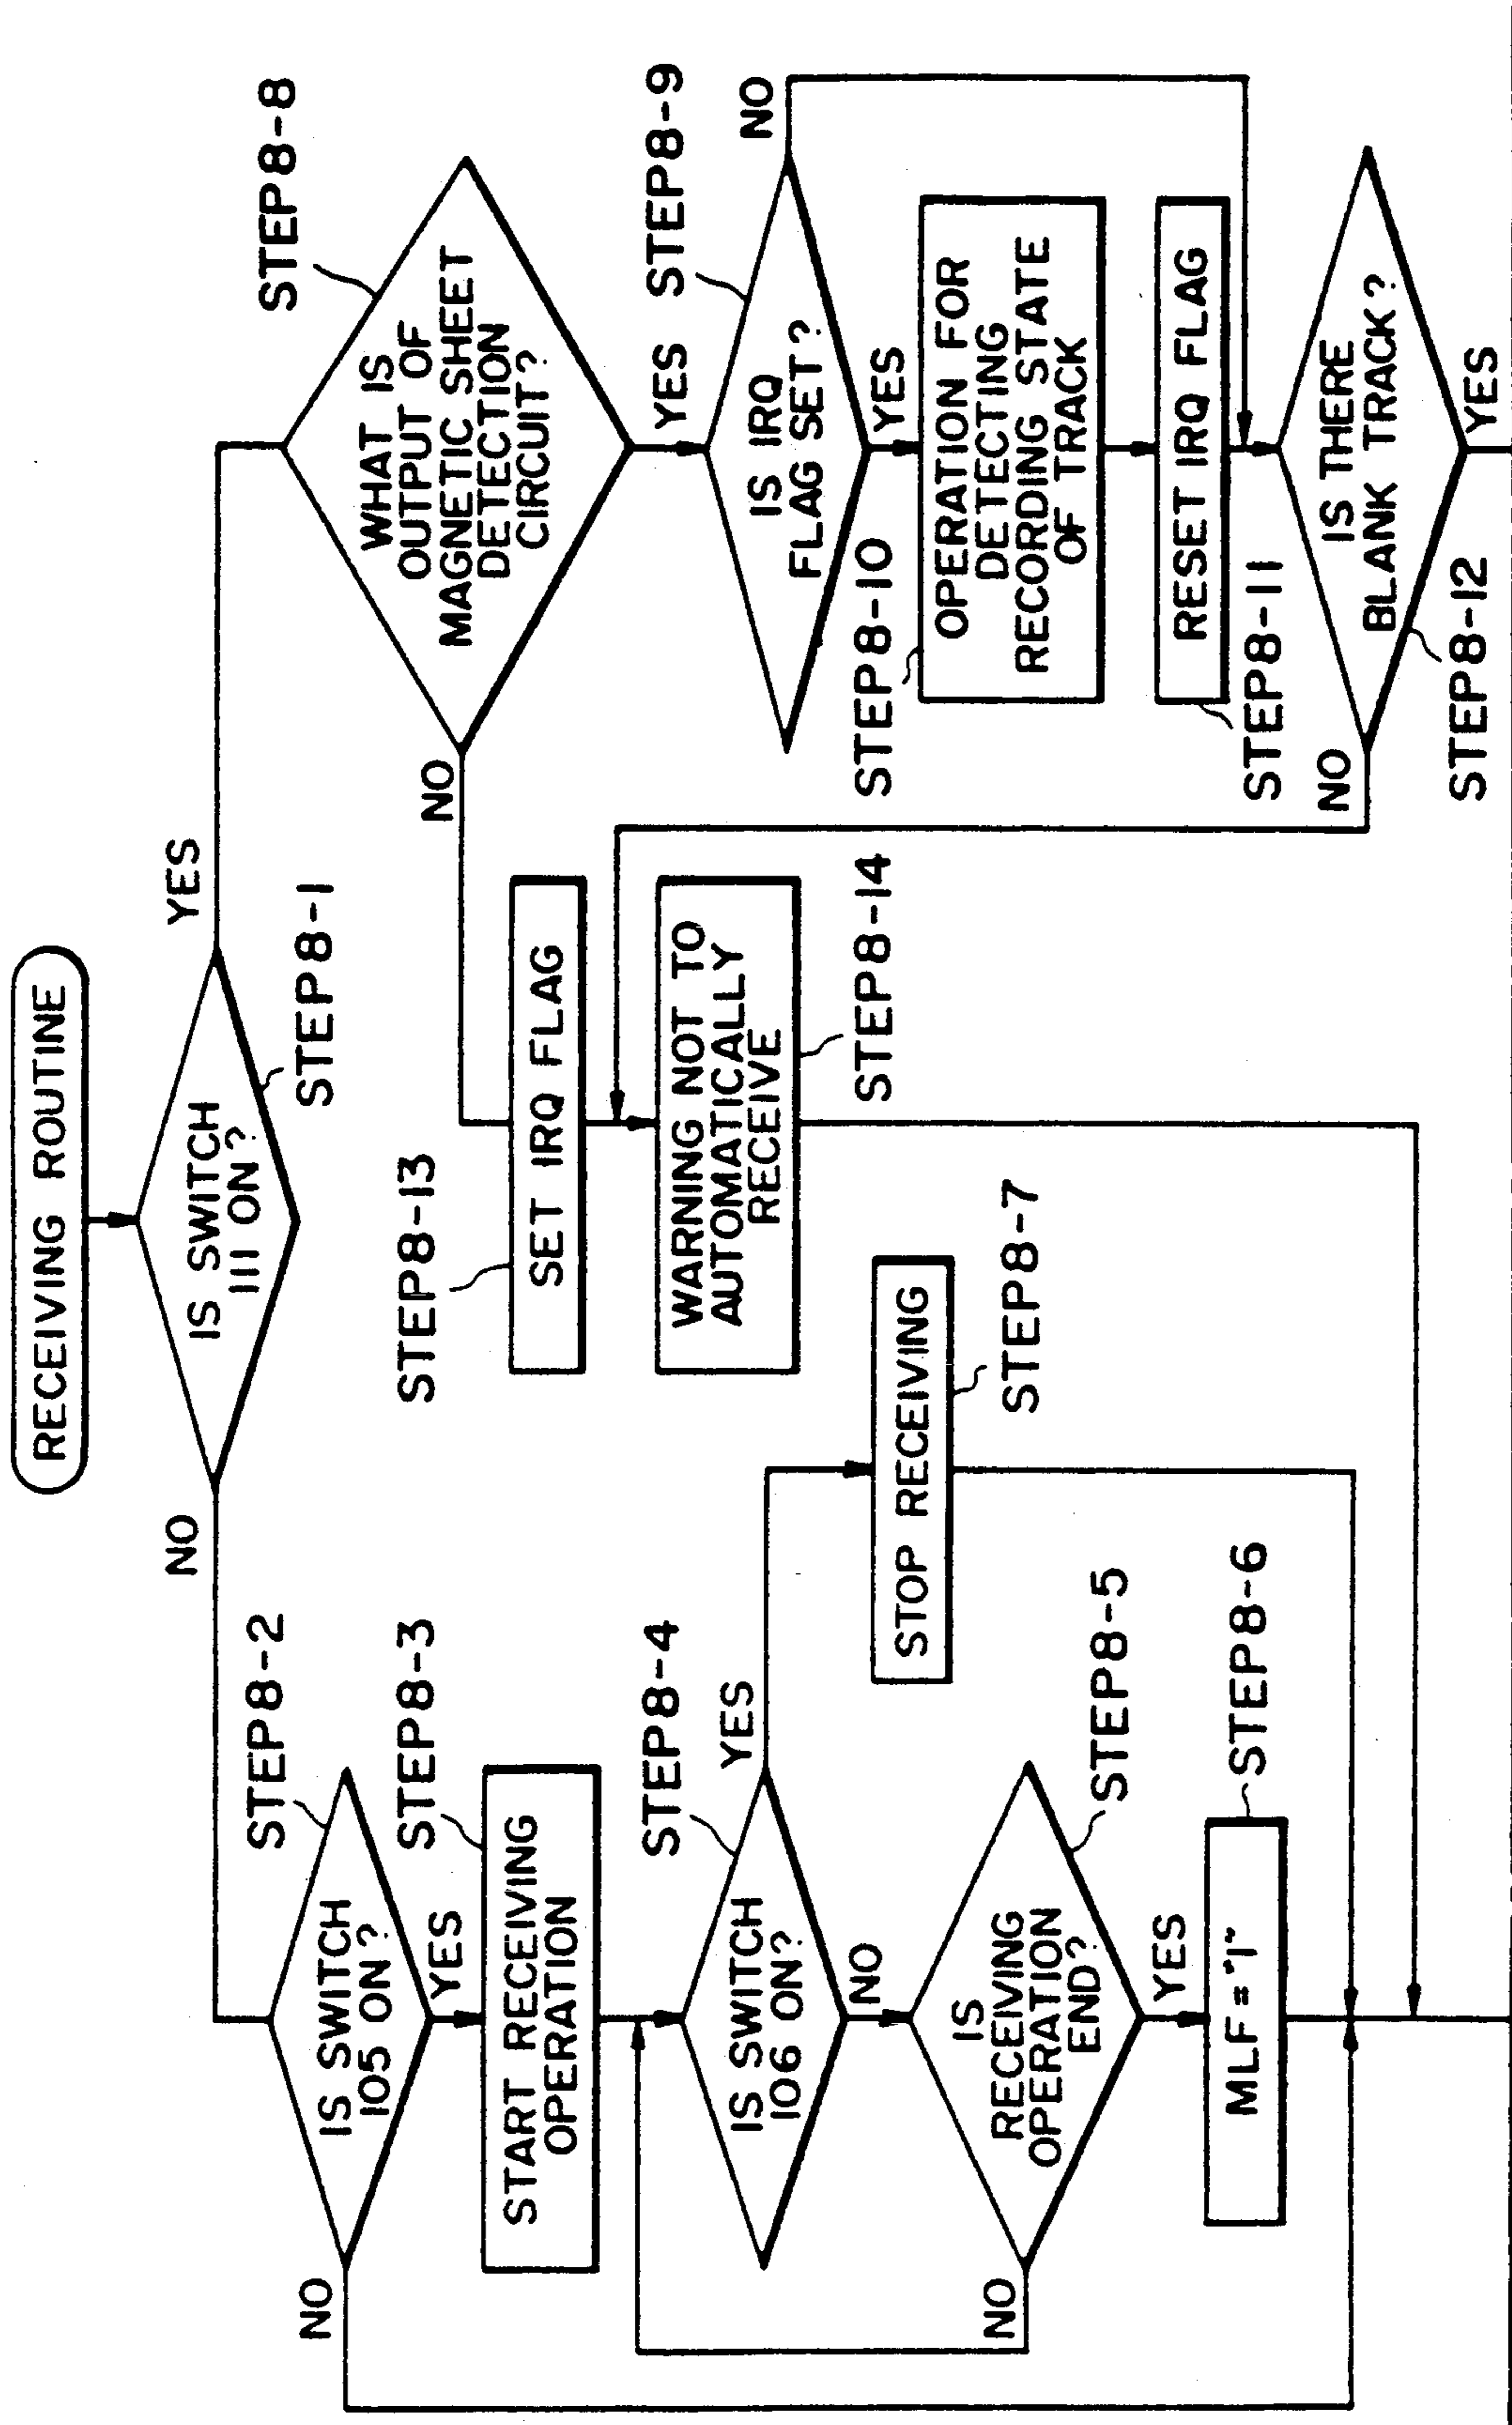 RECEIVING ROUTINE
IS SWITCH
111 ON?
STEP8-1
NO
YES
STEP8-2
IS SWITCH
105 ON?
NO
YES
STEP8-3
START RECEIVING
OPERATION
STEP8-4
IS SWITCH
106 ON?
YES
NO
STOP RECEIVING
STEP8-7
IS
RECEIVING
OPERATION
END?
STEP8-5
NO
YES
MLF = "1"
STEP8-6
STEP8-8
WHAT IS
OUTPUT OF
MAGNETIC SHEET
DETECTION
CIRCUIT?
NO
YES
STEP8-13
SET IRQ FLAG
WARNING NOT TO
AUTOMATICALLY
RECEIVE
STEP8-14
STEP8-9
IS IRQ
FLAG SET?
NO
YES
STEP8-10
OPERATION FOR
DETECTING
RECORDING STATE
OF TRACK
RESET IRQ FLAG
STEP8-11
IS THERE
BLANK TRACK?
NO
YES
STEP8-12